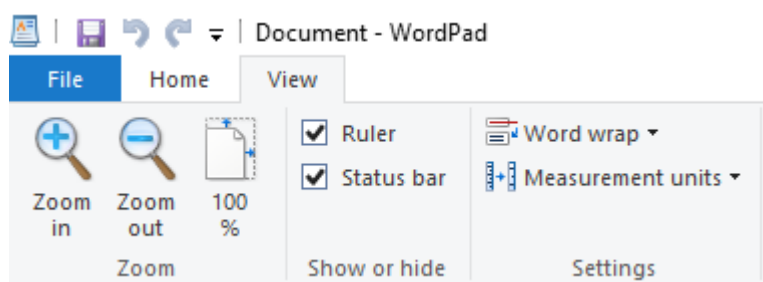 Document - WordPad
File Home View
Zoom in
Zoom out
100 %
Zoom
Ruler
Status bar
Show or hide
Word wrap
Measurement units
Settings